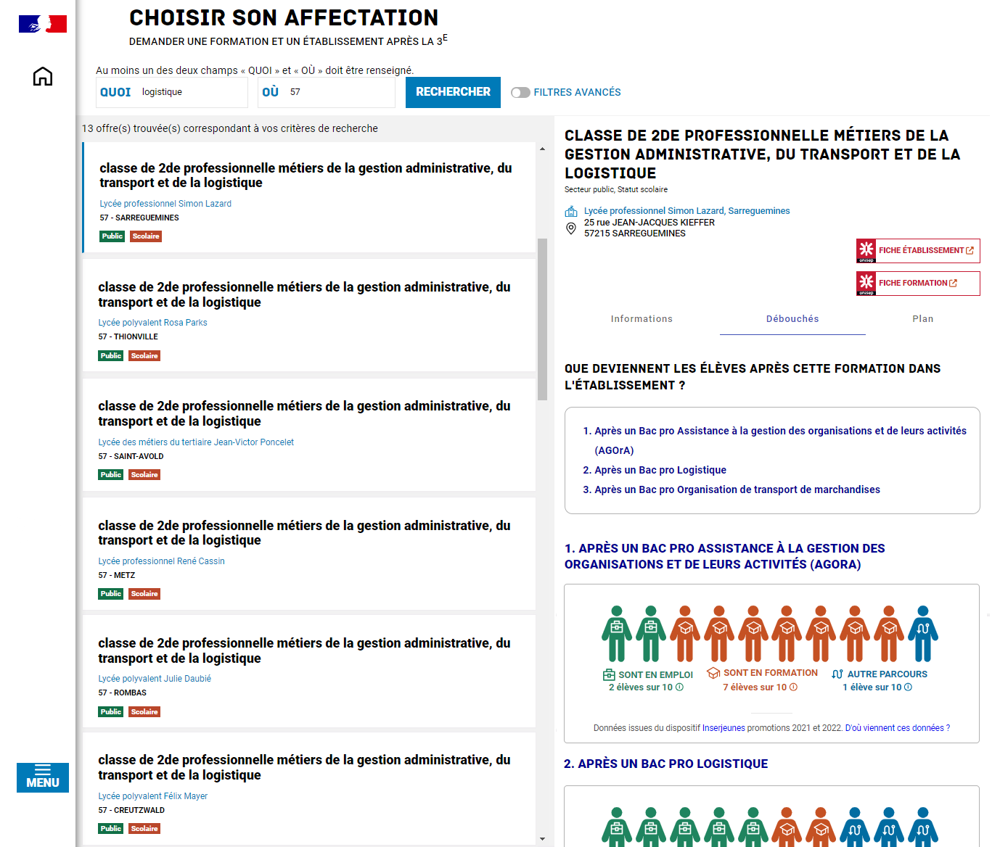 CHOISIR SON AFFECTATION
DEMANDER UNE FORMATION ET UN ÉTABLISSEMENT APRÈS LA 3E
Au moins un des deux champs « QUOI » et « OÙ » doit être renseigné.
QUOI logistique OÙ 57 RECHERCHER FILTRES AVANCÉS
13 offre(s) trouvée(s) correspondant à vos critères de recherche
classe de 2de professionnelle métiers de la gestion administrative, du
transport et de la logistique
Lycée professionnel Simon Lazard
57 - SARREGUEMINES
Public Scolaire
classe de 2de professionnelle métiers de la gestion administrative, du
transport et de la logistique
Lycée polyvalent Rosa Parks
57 - THIONVILLE
Public Scolaire
classe de 2de professionnelle métiers de la gestion administrative, du
transport et de la logistique
Lycée des métiers du tertiaire Jean-Victor Poncelet
57 - SAINT-AVOLD
Public Scolaire
classe de 2de professionnelle métiers de la gestion administrative, du
transport et de la logistique
Lycée professionnel René Cassin
57 - METZ
Public Scolaire
classe de 2de professionnelle métiers de la gestion administrative, du
transport et de la logistique
Lycée polyvalent Julie Daubié
57 - ROMBAS
Public Scolaire
classe de 2de professionnelle métiers de la gestion administrative, du
transport et de la logistique
Lycée polyvalent Félix Mayer
57 - CREUTZWALD
Public Scolaire
MENU
CLASSE DE 2DE PROFESSIONNELLE MÉTIERS DE LA
GESTION ADMINISTRATIVE, DU TRANSPORT ET DE LA
LOGISTIQUE
Secteur public, Statut scolaire
Lycée professionnel Simon Lazard, Sarreguemines
25 rue JEAN-JACQUES KIEFFER
57215 SARREGUEMINES
onisep FICHE ÉTABLISSEMENT
onisep FICHE FORMATION
Informations Débouchés Plan
QUE DEVIENNENT LES ÉLÈVES APRÈS CETTE FORMATION DANS
L'ÉTABLISSEMENT ?
1. Après un Bac pro Assistance à la gestion des organisations et de leurs activités
(AGOrA)
2. Après un Bac pro Logistique
3. Après un Bac pro Organisation de transport de marchandises
1. APRÈS UN BAC PRO ASSISTANCE À LA GESTION DES
ORGANISATIONS ET DE LEURS ACTIVITÉS (AGORA)
SONT EN EMPLOI SONT EN FORMATION AUTRE PARCOURS
2 élèves sur 10 7 élèves sur 10 1 élève sur 10
Données issues du dispositif Inserjeunes promotions 2021 et 2022. D'où viennent ces données ?
2. APRÈS UN BAC PRO LOGISTIQUE